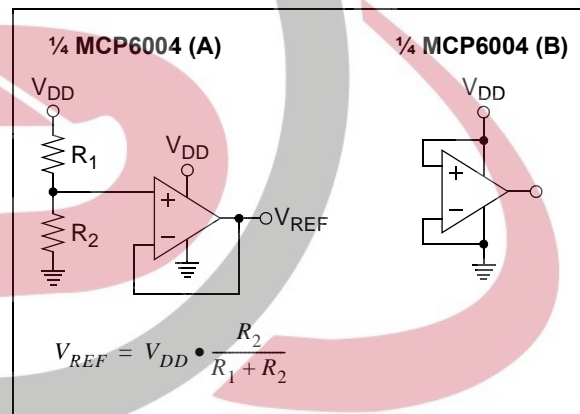 ¼ MCP6004 (A)
¼ MCP6004 (B)
VDD
R1
R2
VDD
+
−
VREF
VDD
+
−
VREF = VDD • R2 / R1 + R2